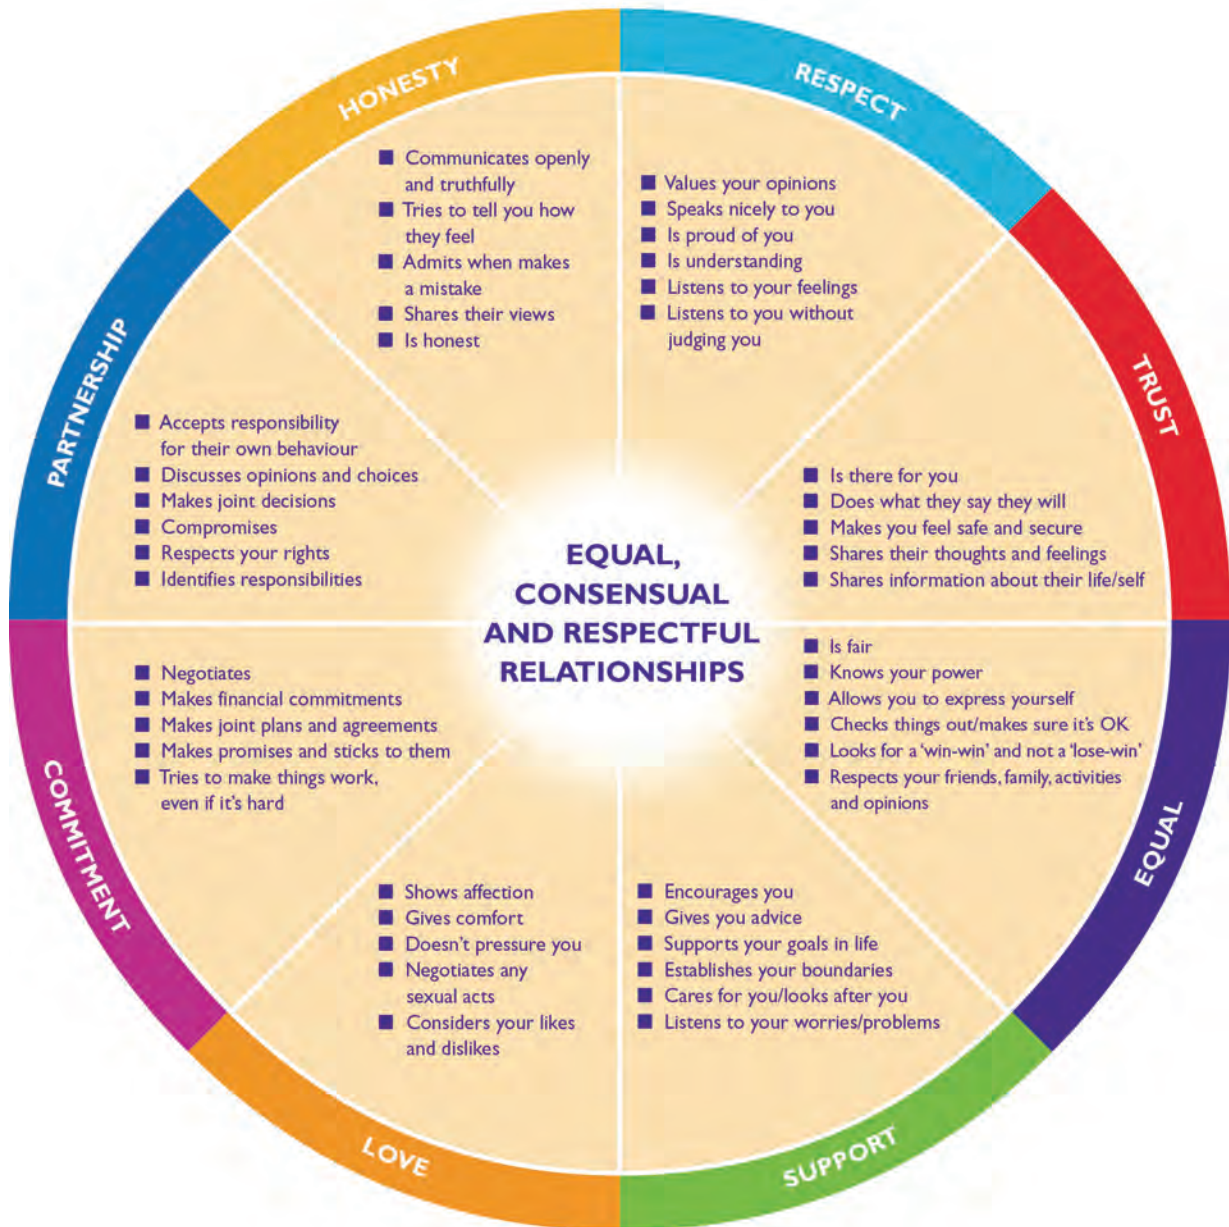 HONESTY
■ Communicates openly
and truthfully
■ Tries to tell you how
they feel
■ Admits when makes
a mistake
■ Shares their views
■ Is honest
RESPECT
■ Values your opinions
■ Speaks nicely to you
■ Is proud of you
■ Is understanding
■ Listens to your feelings
■ Listens to you without
judging you
TRUST
■ Is there for you
■ Does what they say they will
■ Makes you feel safe and secure
■ Shares their thoughts and feelings
■ Shares information about their life/self
EQUAL
■ Is fair
■ Knows your power
■ Allows you to express yourself
■ Checks things out/makes sure it's OK
■ Looks for a 'win-win' and not a 'lose-win'
■ Respects your friends, family, activities
and opinions
SUPPORT
■ Encourages you
■ Gives you advice
■ Supports your goals in life
■ Establishes your boundaries
■ Cares for you/looks after you
■ Listens to your worries/problems
LOVE
■ Shows affection
■ Gives comfort
■ Doesn't pressure you
■ Negotiates any
sexual acts
■ Considers your likes
and dislikes
COMMITMENT
■ Negotiates
■ Makes financial commitments
■ Makes joint plans and agreements
■ Makes promises and sticks to them
■ Tries to make things work,
even if it's hard
PARTNERSHIP
■ Accepts responsibility
for their own behaviour
■ Discusses opinions and choices
■ Makes joint decisions
■ Compromises
■ Respects your rights
■ Identifies responsibilities
EQUAL,
CONSENSUAL
AND RESPECTFUL
RELATIONSHIPS